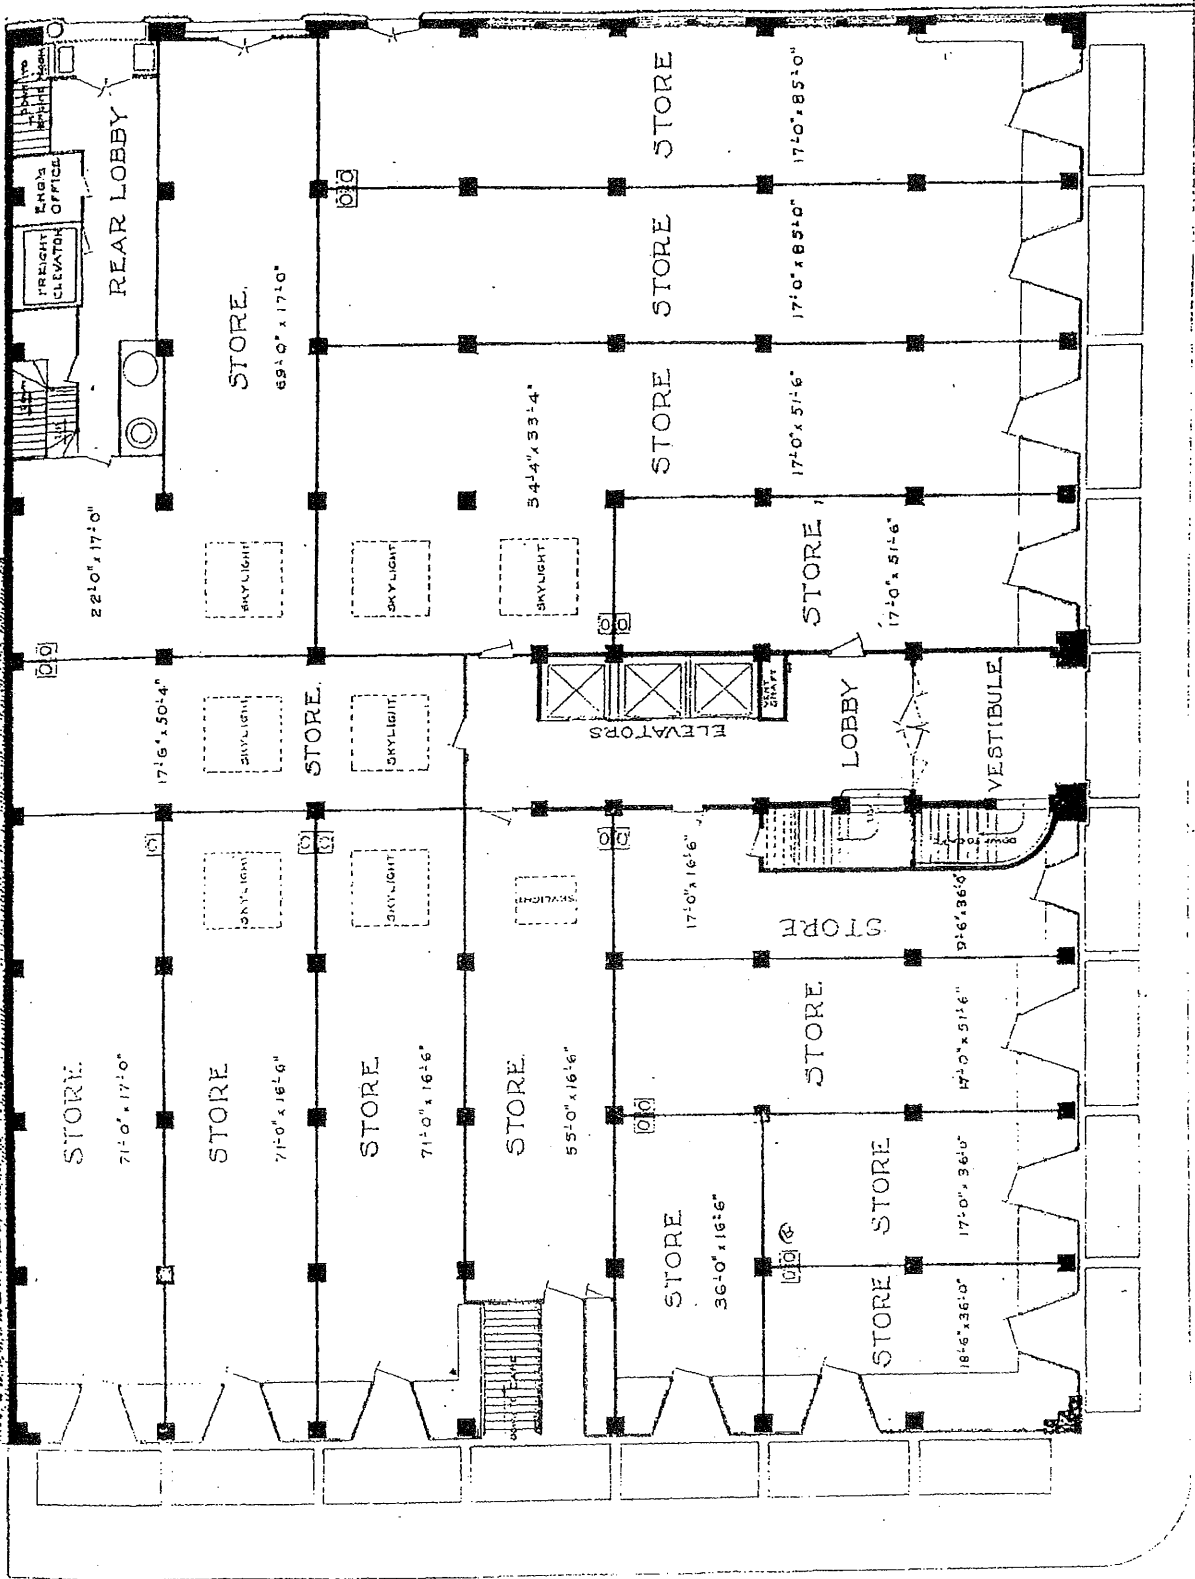 DOWN TO
ENGINE ROOM
ENG'S
OFFICE
FREIGHT
ELEVATOR
REAR LOBBY
STORE
69'-0" x 17'-0"
22'-0" x 17'-0"
STORE
17'-0" x 85'-0"
STORE
17'-0" x 85'-0"
STORE
17'-0" x 51'-6"
34'-4" x 33'-4"
STORE
17'-0" x 51'-6"
SKYLIGHT
SKYLIGHT
SKYLIGHT
STORE
17'-6" x 50'-4"
SKYLIGHT
SKYLIGHT
ELEVATORS
VENT
SHAFT
LOBBY
VESTIBULE
SKYLIGHT
SKYLIGHT
SKYLIGHT
17'-0" x 16'-6"
STORE
9'-6" x 36'-0"
STORE
71'-0" x 17'-0"
STORE
71'-0" x 16'-6"
STORE
71'-0" x 16'-6"
STORE
55'-0" x 16'-6"
STORE
17'-0" x 51'-6"
STORE
36'-0" x 16'-6"
STORE
17'-0" x 36'-0"
STORE
18'-6" x 36'-0"